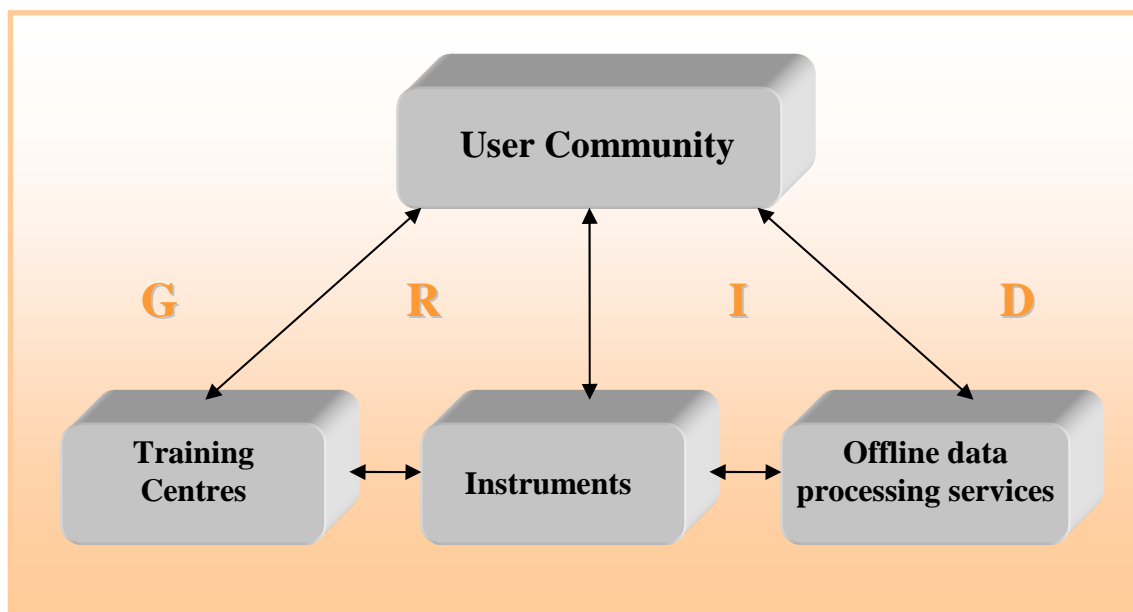 User Community
G R I D
Training
Centres
Instruments
Offline data
processing services